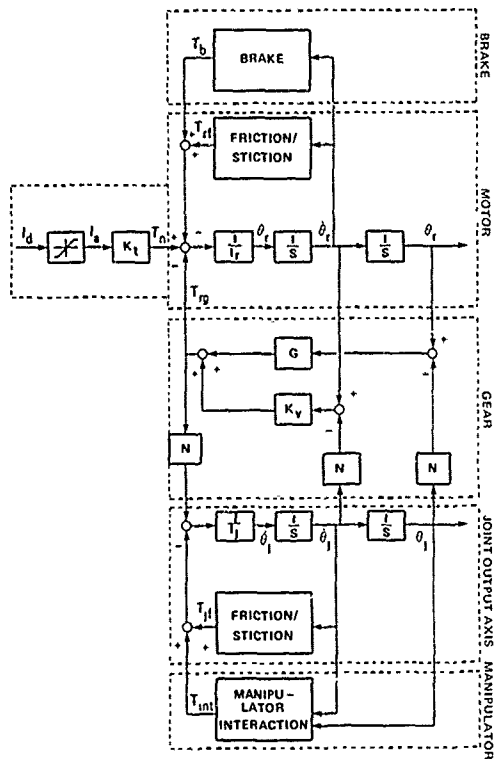 T_b
BRAKE
BRAKE
T_rf
FRICTION/
STICTION
+
+
MOTOR
I_d
I_a
K_t
T_n
+
-
-
1/I_r
θ̈_r
1/S
θ̇_r
1/S
θ_r
T_rg
+
+
G
+
-
K_v
+
-
GEAR
N
N
N
-
1/I_j
θ̈_j
1/S
θ̇_j
1/S
θ_j
JOINT OUTPUT AXIS
T_jf
FRICTION/
STICTION
+
+
T_int
MANIPU-
LATOR
INTERACTION
MANIPULATOR